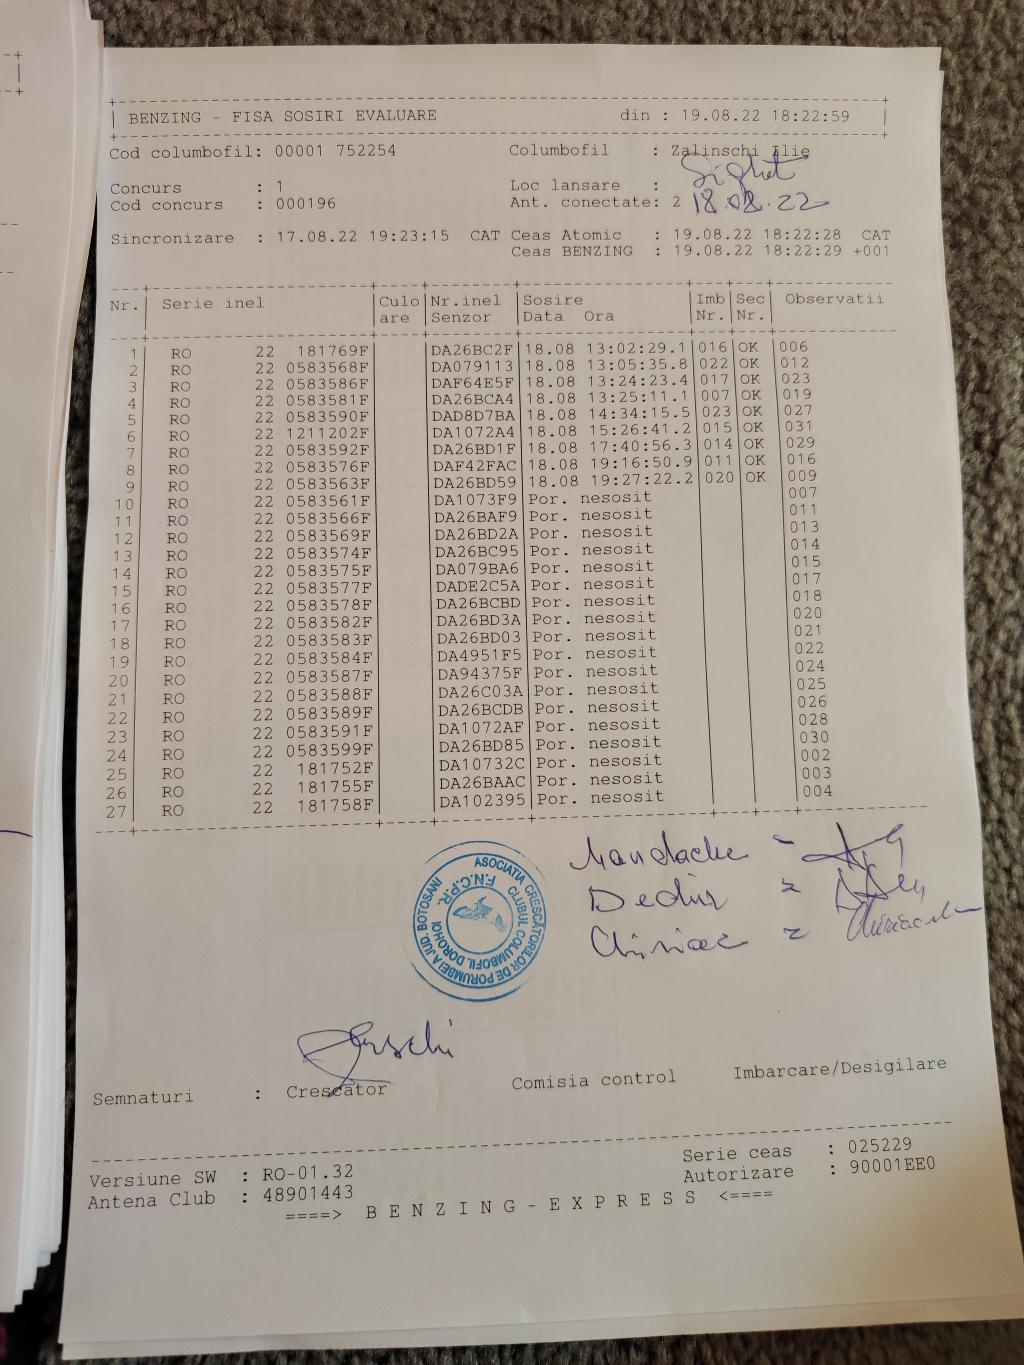 BENZING - FISA SOSIRI EVALUARE din : 19.08.22 18:22:59
Cod columbofil: 00001 752254 Columbofil : Zalinschi Ilie
Concurs : 1 Loc lansare : Sighet
Cod concurs : 000196 Ant. conectate: 2 18.08.22
Sincronizare : 17.08.22 19:23:15 CAT Ceas Atomic : 19.08.22 18:22:28 CAT
Ceas BENZING : 19.08.22 18:22:29 +001
Nr. Serie inel Culo Nr.inel Sosire Imb Sec Observatii
are Senzor Data Ora Nr. Nr.
1 RO 22 181769F DA26BC2F 18.08 13:02:29.1 016 OK 006
2 RO 22 0583568F DA079113 18.08 13:05:35.8 022 OK 012
3 RO 22 0583586F DAF64E5F 18.08 13:24:23.4 017 OK 023
4 RO 22 0583581F DA26BCA4 18.08 13:25:11.1 007 OK 019
5 RO 22 0583590F DAD8D7BA 18.08 14:34:15.5 023 OK 027
6 RO 22 1211202F DA1072A4 18.08 15:26:41.2 015 OK 031
7 RO 22 0583592F DA26BD1F 18.08 17:40:56.3 014 OK 029
8 RO 22 0583576F DAF42FAC 18.08 19:16:50.9 011 OK 016
9 RO 22 0583563F DA26BD59 18.08 19:27:22.2 020 OK 009
10 RO 22 0583561F DA1073F9 Por. nesosit 007
11 RO 22 0583566F DA26BAF9 Por. nesosit 011
12 RO 22 0583569F DA26BD2A Por. nesosit 013
13 RO 22 0583574F DA26BC95 Por. nesosit 014
14 RO 22 0583575F DA079BA6 Por. nesosit 015
15 RO 22 0583577F DADE2C5A Por. nesosit 017
16 RO 22 0583578F DA26BCBD Por. nesosit 018
17 RO 22 0583582F DA26BD3A Por. nesosit 020
18 RO 22 0583583F DA26BD03 Por. nesosit 021
19 RO 22 0583584F DA4951F5 Por. nesosit 022
20 RO 22 0583587F DA94375F Por. nesosit 024
21 RO 22 0583588F DA26C03A Por. nesosit 025
22 RO 22 0583589F DA26BCDB Por. nesosit 026
23 RO 22 0583591F DA1072AF Por. nesosit 028
24 RO 22 0583599F DA26BD85 Por. nesosit 030
25 RO 22 181752F DA10732C Por. nesosit 002
26 RO 22 181755F DA26BAAC Por. nesosit 003
27 RO 22 181758F DA102395 Por. nesosit 004
Mandache -
ASOCIATIA CRESCĂTORILOR DE PORUMBEI A JUD. BOTOSANI
F.N.C.P.R.
CLUBUL COLUMBOFIL DOROHOI
Chiriac =
Semnaturi : Crescător Comisia control Imbarcare/Desigilare
Versiune SW : RO-01.32 Serie ceas : 025229
Antena Club : 48901443 Autorizare : 90001EE0
====> B E N Z I N G - E X P R E S S <====